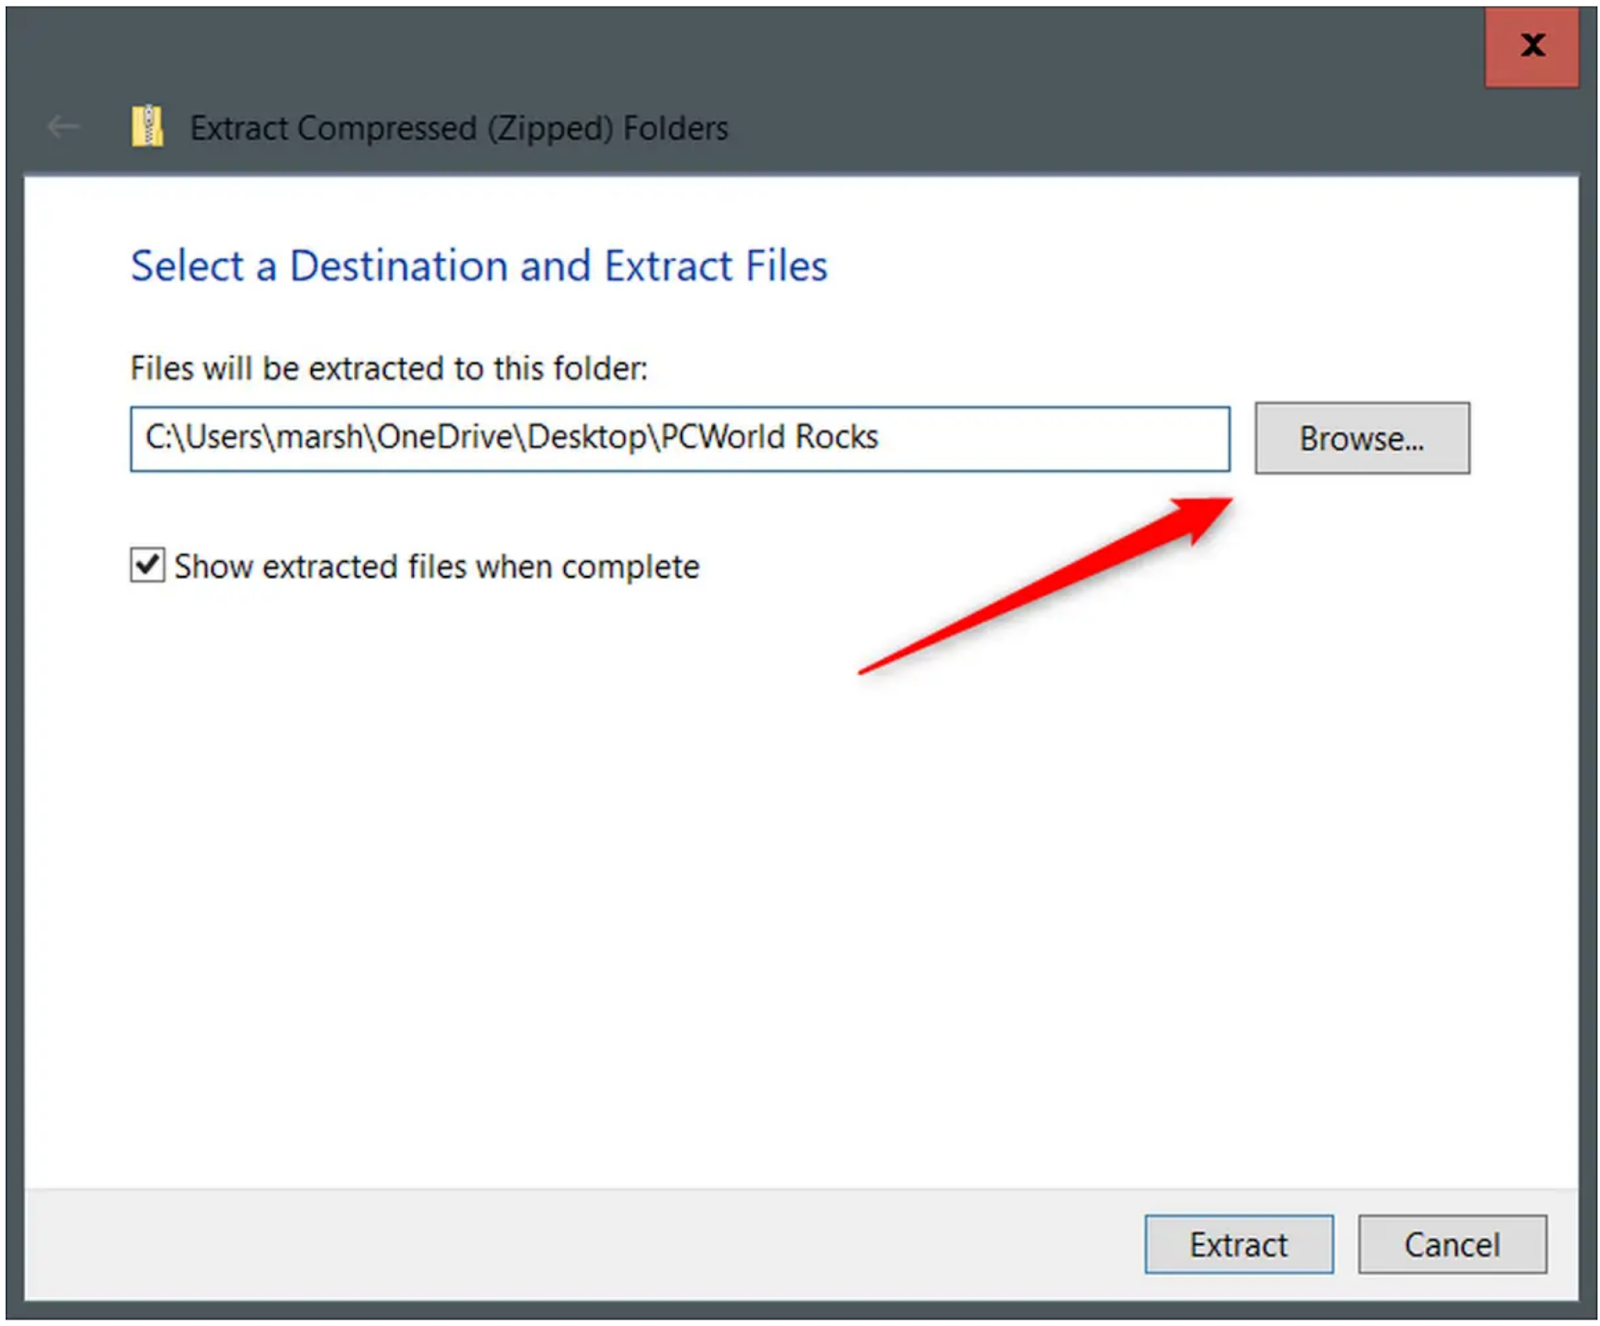 x
Extract Compressed (Zipped) Folders
Select a Destination and Extract Files
Files will be extracted to this folder:
C:\Users\marsh\OneDrive\Desktop\PCWorld Rocks
Browse...
Show extracted files when complete
Extract
Cancel